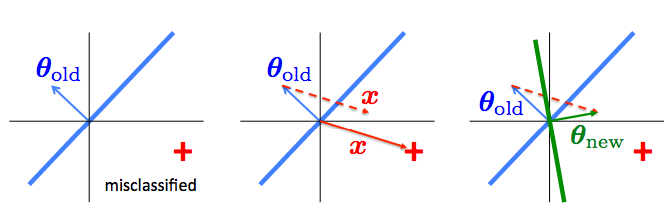 θold
misclassified
θold
x
x
θold
θnew